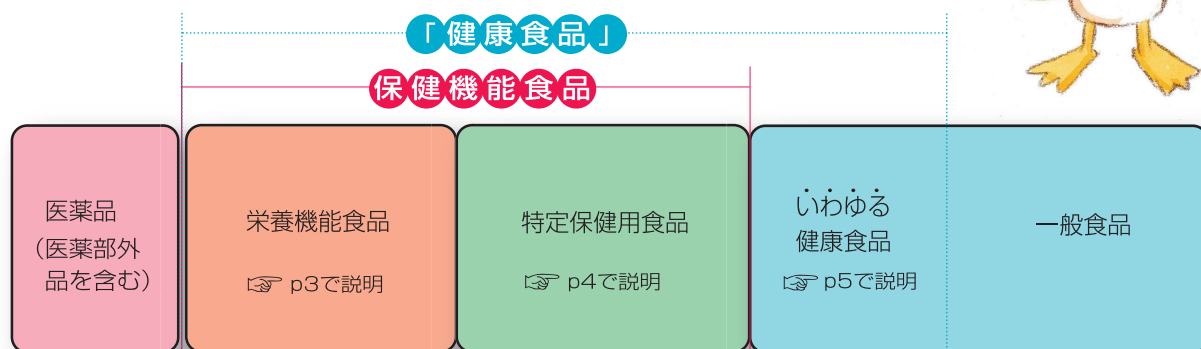 「健康食品」
保健機能食品
医薬品
（医薬部外
品を含む）
栄養機能食品
☞ p3で説明
特定保健用食品
☞ p4で説明
いわゆる
健康食品
☞ p5で説明
一般食品